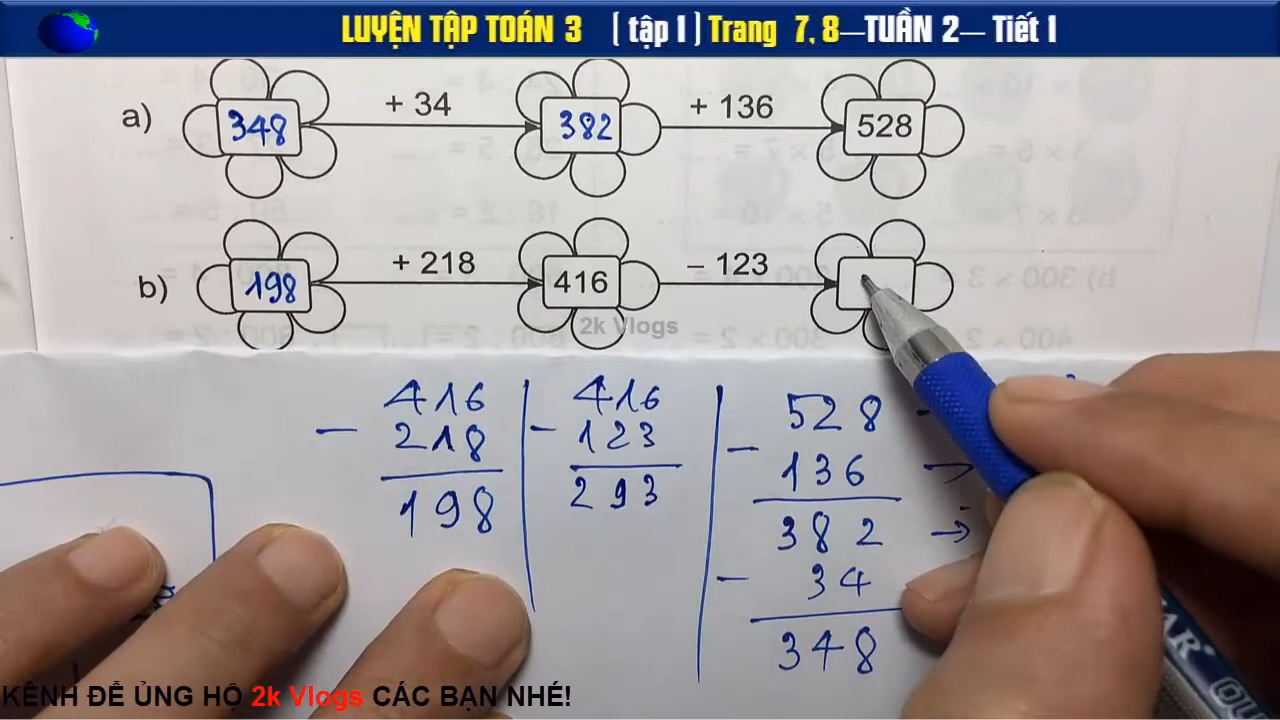 LUYỆN TẬP TOÁN 3 ( tập 1 ) Trang 7, 8–TUẦN 2– Tiết 1
a) 348 + 34 382 + 136 528
b) 198 + 218 416 – 123
2k Vlogs
416
– 218
198
416
– 123
293
528
– 136
382
– 34
348
KÊNH ĐỂ ỦNG HỘ 2k Vlogs CÁC BẠN NHÉ!